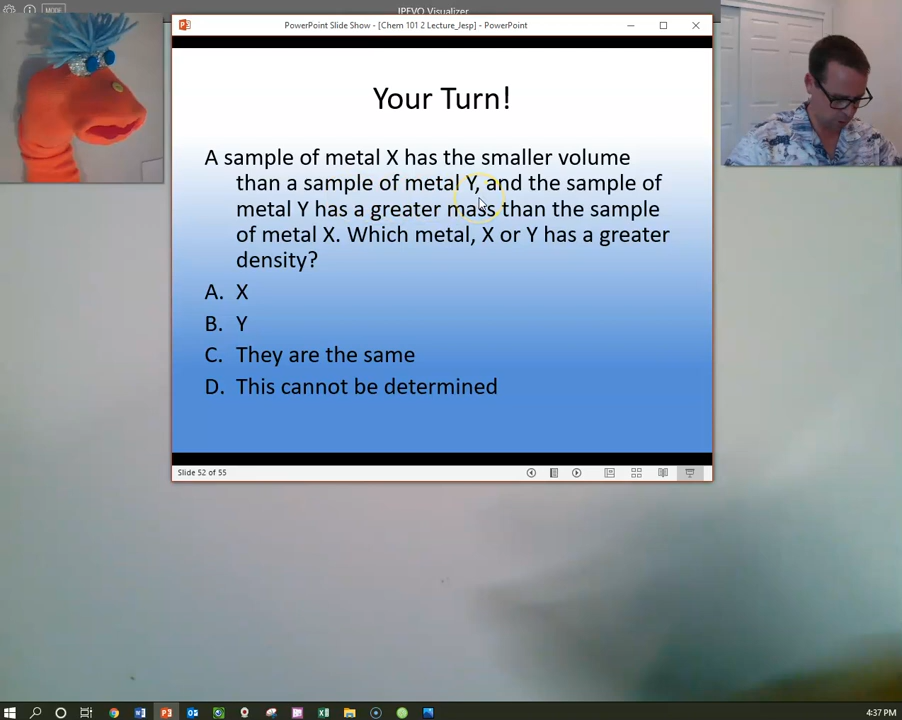 IPEVO Visualizer
MODE
PowerPoint Slide Show - [Chem 101 2 Lecture_Jesp] - PowerPoint
Your Turn!
A sample of metal X has the smaller volume
than a sample of metal Y, and the sample of
metal Y has a greater mass than the sample
of metal X. Which metal, X or Y has a greater
density?
A. X
B. Y
C. They are the same
D. This cannot be determined
Slide 52 of 55
4:37 PM